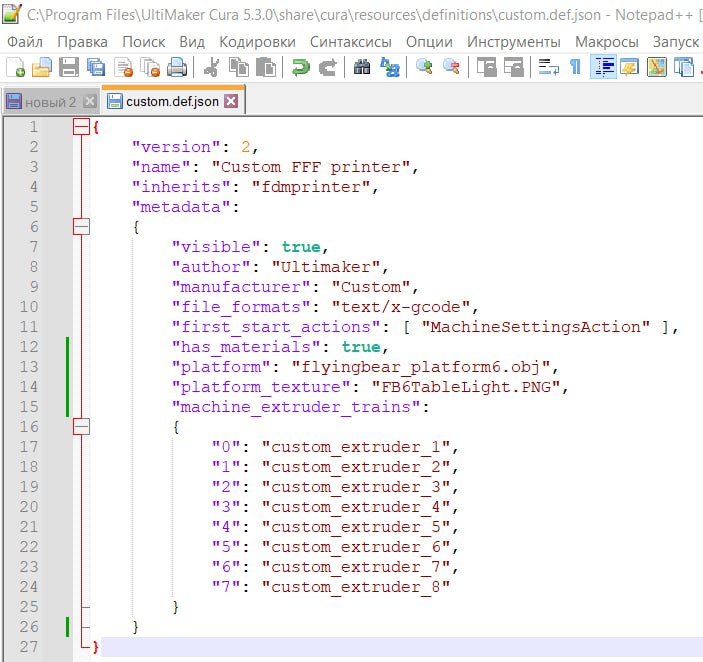 C:\Program Files\UltiMaker Cura 5.3.0\share\cura\resources\definitions\custom.def.json - Notepad++ [
Файл Правка Поиск Вид Кодировки Синтаксисы Опции Инструменты Макросы Запуск
новый 2 custom.def.json
1 {
2 "version": 2,
3 "name": "Custom FFF printer",
4 "inherits": "fdmprinter",
5 "metadata":
6 {
7 "visible": true,
8 "author": "Ultimaker",
9 "manufacturer": "Custom",
10 "file_formats": "text/x-gcode",
11 "first_start_actions": [ "MachineSettingsAction" ],
12 "has_materials": true,
13 "platform": "flyingbear_platform6.obj",
14 "platform_texture": "FB6TableLight.PNG",
15 "machine_extruder_trains":
16 {
17 "0": "custom_extruder_1",
18 "1": "custom_extruder_2",
19 "2": "custom_extruder_3",
20 "3": "custom_extruder_4",
21 "4": "custom_extruder_5",
22 "5": "custom_extruder_6",
23 "6": "custom_extruder_7",
24 "7": "custom_extruder_8"
25 }
26 }
27 }